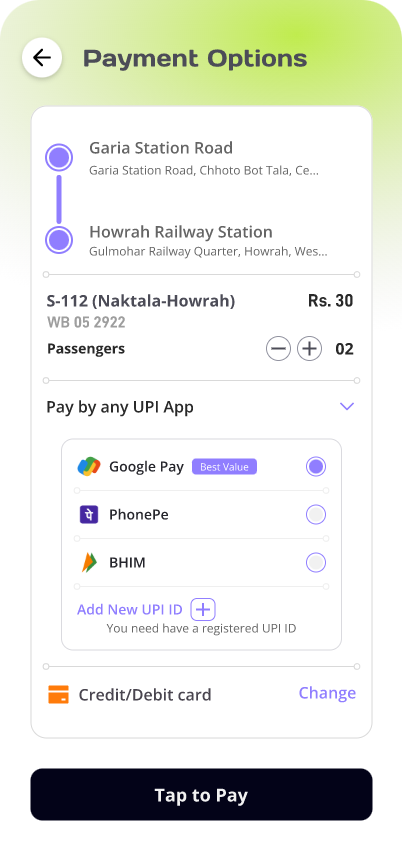 Payment Options
Garia Station Road
Garia Station Road, Chhoto Bot Tala, Ce...
Howrah Railway Station
Gulmohar Railway Quarter, Howrah, Wes...
S-112 (Naktala-Howrah) Rs. 30
WB 05 2922
Passengers 02
Pay by any UPI App
Google Pay Best Value
पे PhonePe
BHIM
Add New UPI ID
You need have a registered UPI ID
Credit/Debit card Change
Tap to Pay